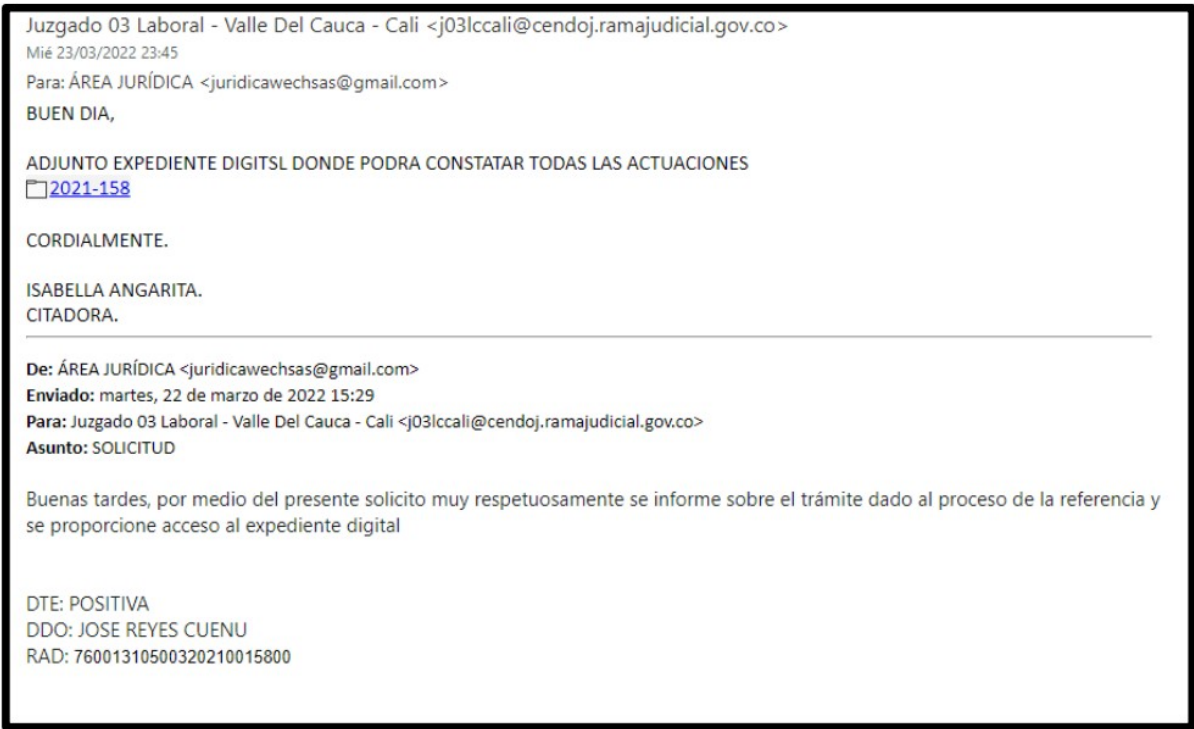 Juzgado 03 Laboral - Valle Del Cauca - Cali <j03lccali@cendoj.ramajudicial.gov.co>
Mié 23/03/2022 23:45
Para: ÁREA JURÍDICA <juridicawechsas@gmail.com>
BUEN DIA,
ADJUNTO EXPEDIENTE DIGITSL DONDE PODRA CONSTATAR TODAS LAS ACTUACIONES
2021-158
CORDIALMENTE.
ISABELLA ANGARITA.
CITADORA.
De: ÁREA JURÍDICA <juridicawechsas@gmail.com>
Enviado: martes, 22 de marzo de 2022 15:29
Para: Juzgado 03 Laboral - Valle Del Cauca - Cali <j03lccali@cendoj.ramajudicial.gov.co>
Asunto: SOLICITUD
Buenas tardes, por medio del presente solicito muy respetuosamente se informe sobre el trámite dado al proceso de la referencia y
se proporcione acceso al expediente digital
DTE: POSITIVA
DDO: JOSE REYES CUENU
RAD: 76001310500320210015800